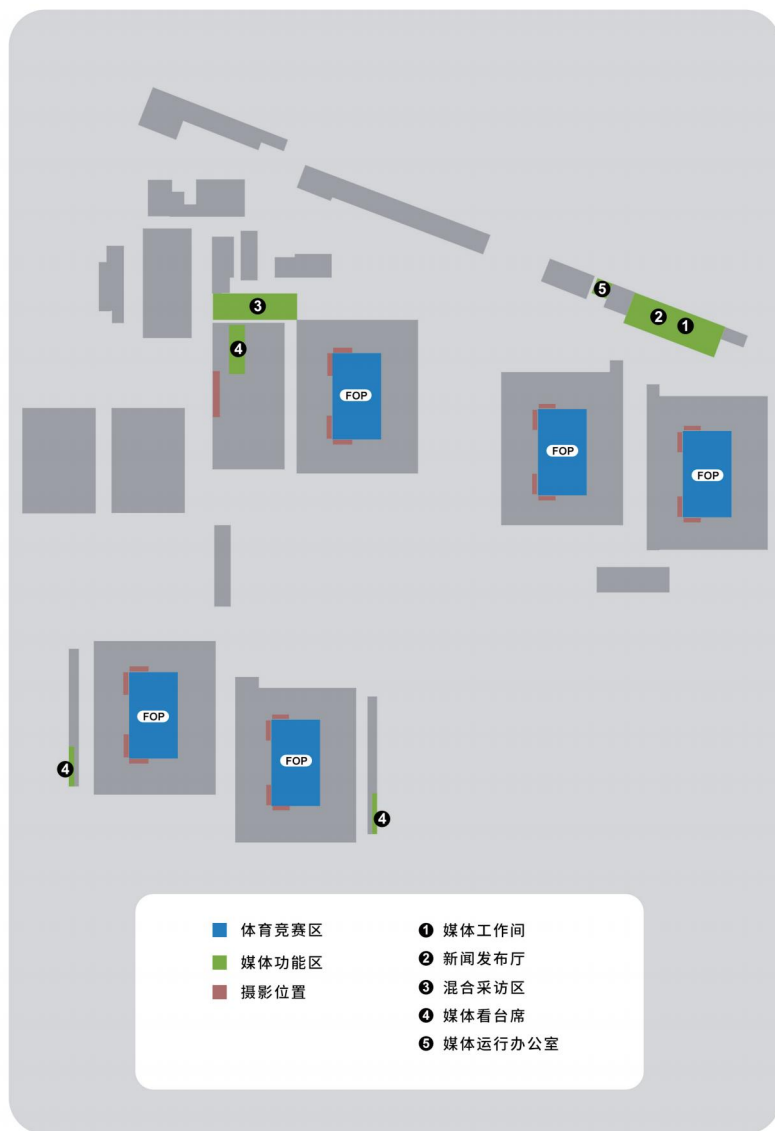 5
2
1
3
4
FOP
FOP
FOP
FOP
FOP
4
4
体育竞赛区
媒体功能区
摄影位置
1 媒体工作间
2 新闻发布厅
3 混合采访区
4 媒体看台席
5 媒体运行办公室